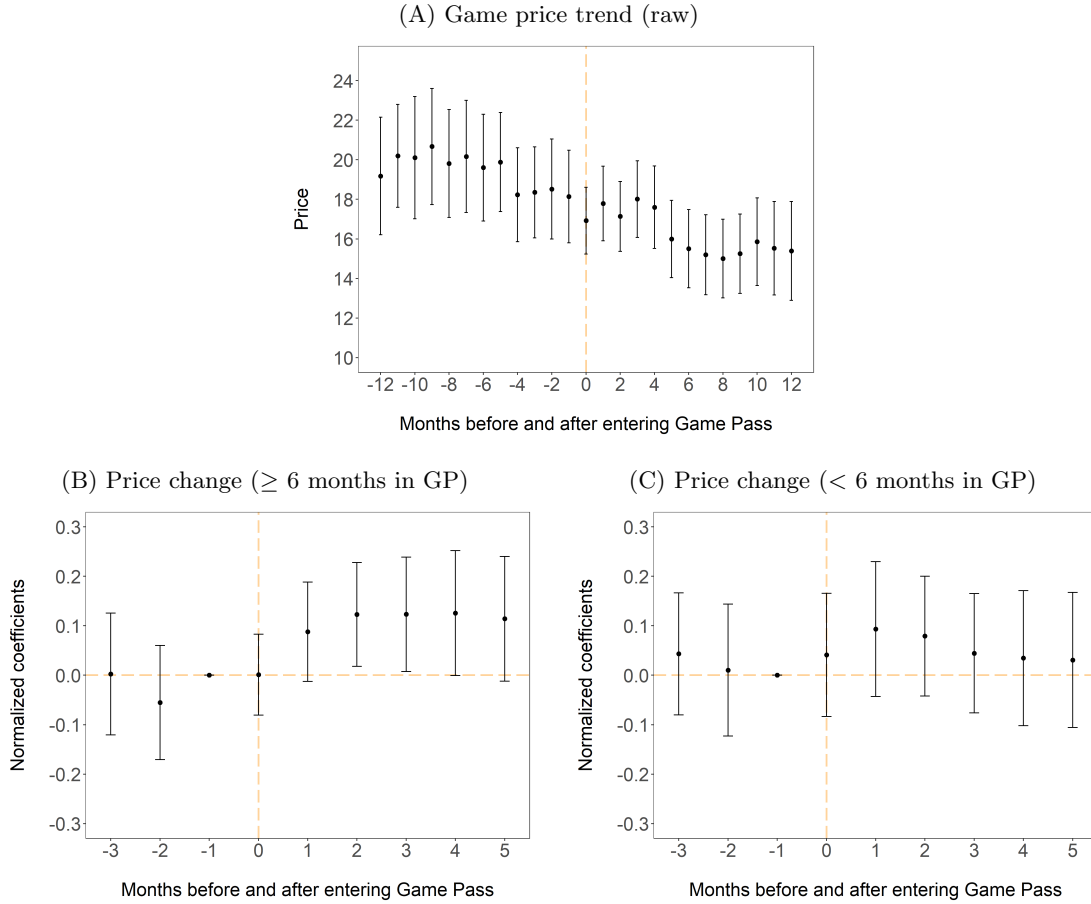 (A) Game price trend (raw)
24
22
20
18
16
14
12
10
Price
-12 -10 -8 -6 -4 -2 0 2 4 6 8 10 12
Months before and after entering Game Pass
(B) Price change (≥ 6 months in GP)
0.3
0.2
0.1
0.0
-0.1
-0.2
-0.3
Normalized coefficients
-3 -2 -1 0 1 2 3 4 5
Months before and after entering Game Pass
(C) Price change (< 6 months in GP)
0.3
0.2
0.1
0.0
-0.1
-0.2
-0.3
Normalized coefficients
-3 -2 -1 0 1 2 3 4 5
Months before and after entering Game Pass